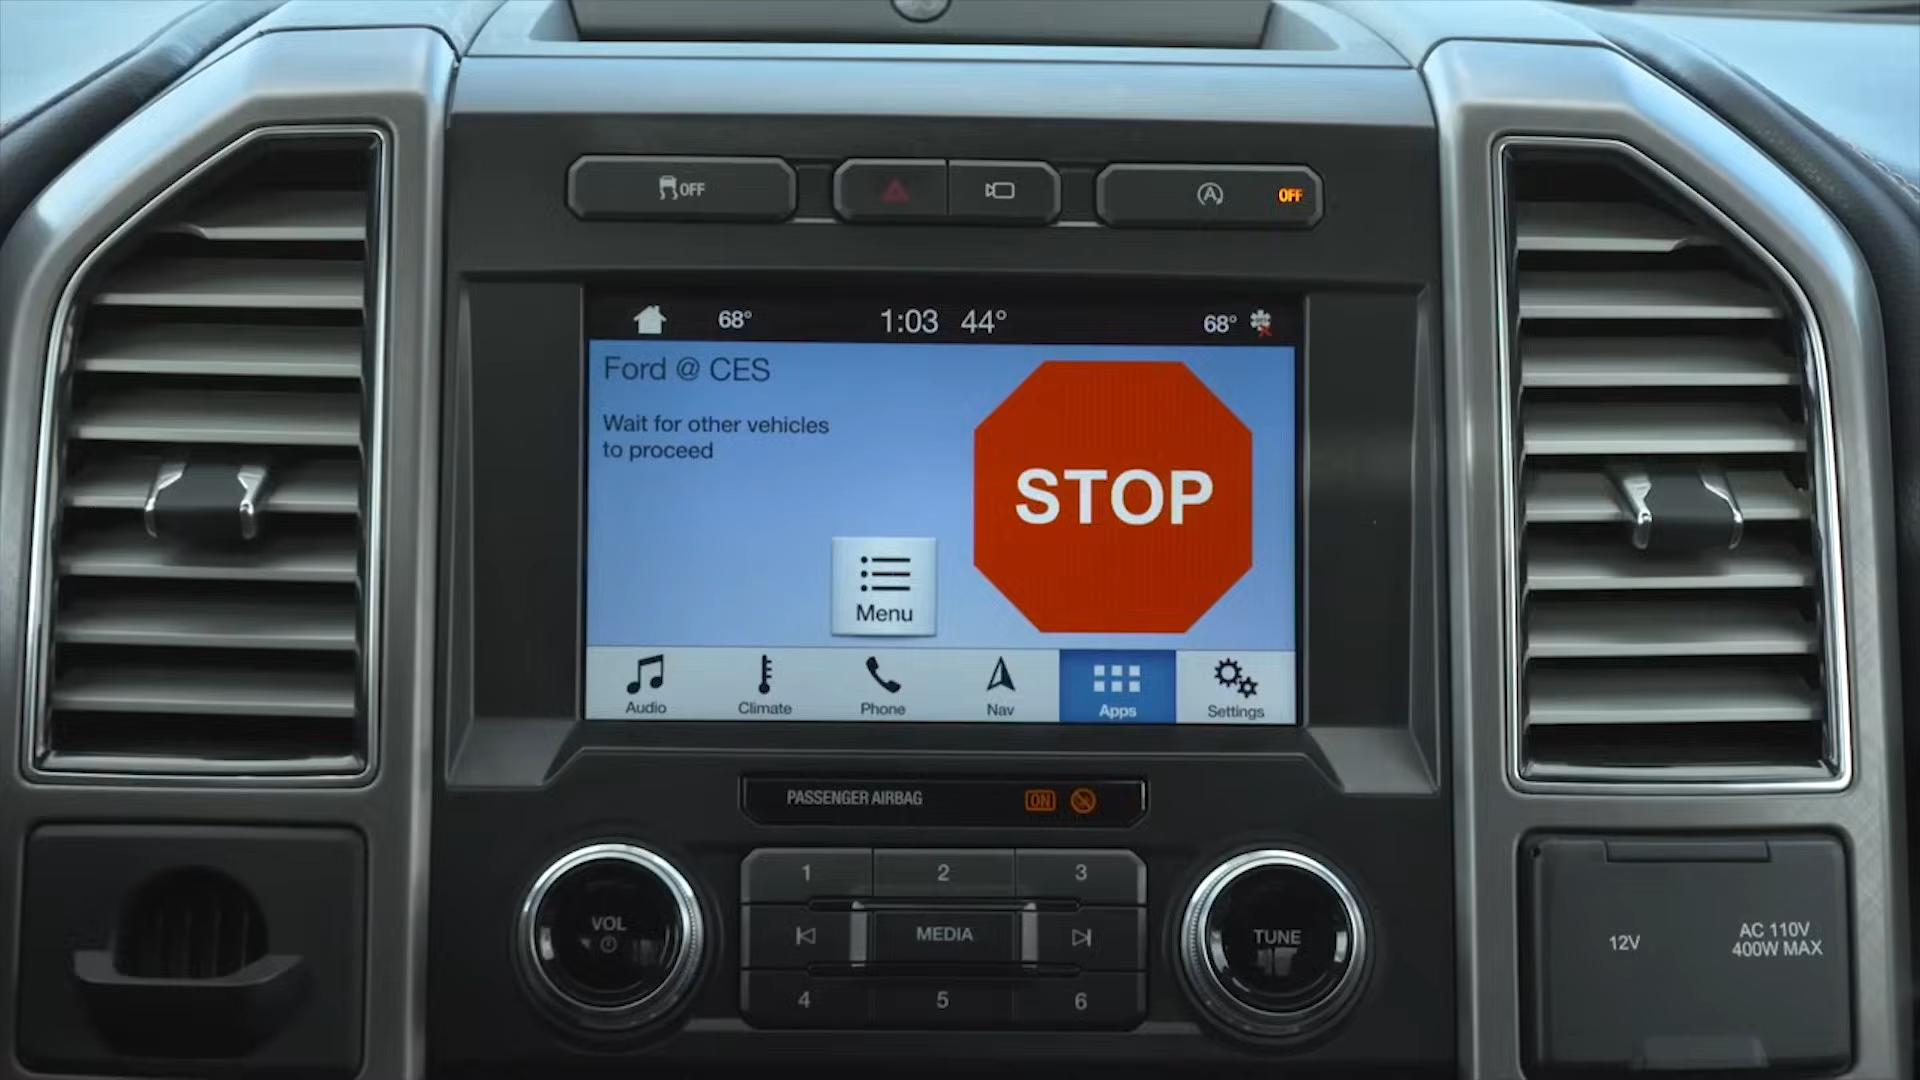 OFF
OFF
68° 1:03 44° 68°
Ford @ CES
Wait for other vehicles
to proceed
STOP
Menu
Audio Climate Phone Nav Apps Settings
PASSENGER AIRBAG ON
1 2 3
VOL MEDIA TUNE
4 5 6
12V
AC 110V
400W MAX